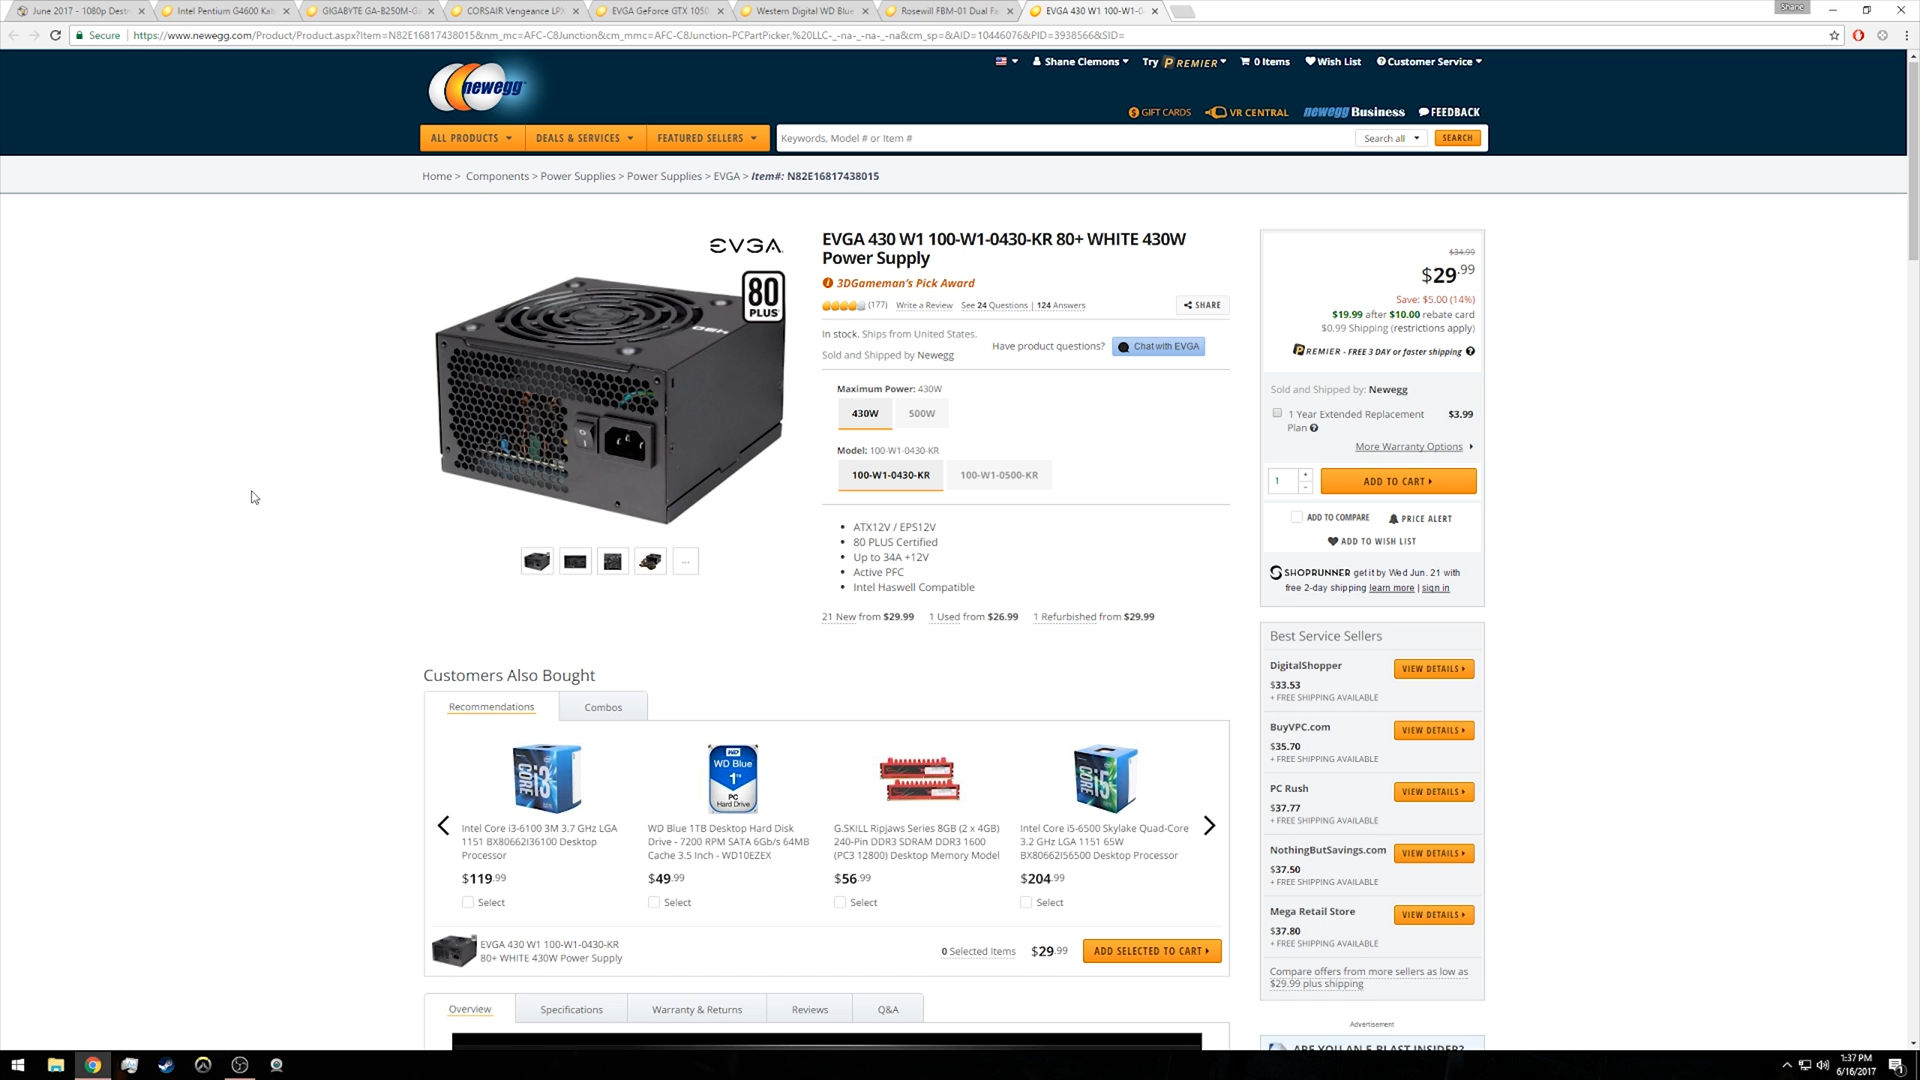 June 2017 - 1080p Dest
Intel Pentium G4600 Kab
GIGABYTE GA-B250M-G
CORSAIR Vengeance LPX
EVGA GeForce GTX 1050
Western Digital WD Blue
Rosewill FBM-01 Dual Fa
EVGA 430 W1 100-W1-0
Shane
Secure
https://www.newegg.com/Product/Product.aspx?Item=N82E16817438015&nm_mc=AFC-C8Junction&cm_mmc=AFC-C8Junction-PCPartPicker,%20LLC-_-na-_-na-_-na&cm_sp=&AID=10446076&PID=3938566&SID=
newegg
Shane Clemons
Try PREMIER
0 Items
Wish List
Customer Service
GIFT CARDS
VR CENTRAL
newegg Business
FEEDBACK
ALL PRODUCTS
DEALS & SERVICES
FEATURED SELLERS
Keywords, Model # or Item #
Search all
SEARCH
Home > Components > Power Supplies > Power Supplies > EVGA > Item#: N82E16817438015
EVGA
80
PLUS
430
EVGA 430 W1 100-W1-0430-KR 80+ WHITE 430W
Power Supply
3DGameman's Pick Award
(177) Write a Review See 24 Questions | 124 Answers
SHARE
In stock. Ships from United States.
Sold and Shipped by Newegg
Have product questions?
Chat with EVGA
Maximum Power: 430W
430W
500W
Model: 100-W1-0430-KR
100-W1-0430-KR
100-W1-0500-KR
• ATX12V / EPS12V
• 80 PLUS Certified
• Up to 34A +12V
• Active PFC
• Intel Haswell Compatible
...
21 New from $29.99 1 Used from $26.99 1 Refurbished from $29.99
$34.99
$29.99
Save: $5.00 (14%)
$19.99 after $10.00 rebate card
$0.99 Shipping (restrictions apply)
PREMIER - FREE 3 DAY or faster shipping
Sold and Shipped by: Newegg
1 Year Extended Replacement
Plan
$3.99
More Warranty Options
1
+
-
ADD TO CART
ADD TO COMPARE
PRICE ALERT
ADD TO WISH LIST
SHOPRUNNER get it by Wed Jun. 21 with
free 2-day shipping learn more | sign in
Best Service Sellers
DigitalShopper
$33.53
+ FREE SHIPPING AVAILABLE
VIEW DETAILS
BuyVPC.com
$35.70
+ FREE SHIPPING AVAILABLE
VIEW DETAILS
PC Rush
$37.77
+ FREE SHIPPING AVAILABLE
VIEW DETAILS
NothingButSavings.com
$37.50
+ FREE SHIPPING AVAILABLE
VIEW DETAILS
Mega Retail Store
$37.80
+ FREE SHIPPING AVAILABLE
VIEW DETAILS
Compare offers from more sellers as low as
$29.99 plus shipping
Advertisement
ARE YOU AN E-BLAST INSIDER?
Customers Also Bought
Recommendations
Combos
CORE i3
WD
WD Blue
1TB
PC
Hard Drive
CORE i5
Intel Core i3-6100 3M 3.7 GHz LGA
1151 BX80662I36100 Desktop
Processor
$119.99
Select
WD Blue 1TB Desktop Hard Disk
Drive - 7200 RPM SATA 6Gb/s 64MB
Cache 3.5 Inch - WD10EZEX
$49.99
Select
G.SKILL Ripjaws Series 8GB (2 x 4GB)
240-Pin DDR3 SDRAM DDR3 1600
(PC3 12800) Desktop Memory Model
$56.99
Select
Intel Core i5-6500 Skylake Quad-Core
3.2 GHz LGA 1151 65W
BX80662I56500 Desktop Processor
$204.99
Select
EVGA 430 W1 100-W1-0430-KR
80+ WHITE 430W Power Supply
0 Selected Items
$29.99
ADD SELECTED TO CART
Overview
Specifications
Warranty & Returns
Reviews
Q&A
1:37 PM
6/16/2017